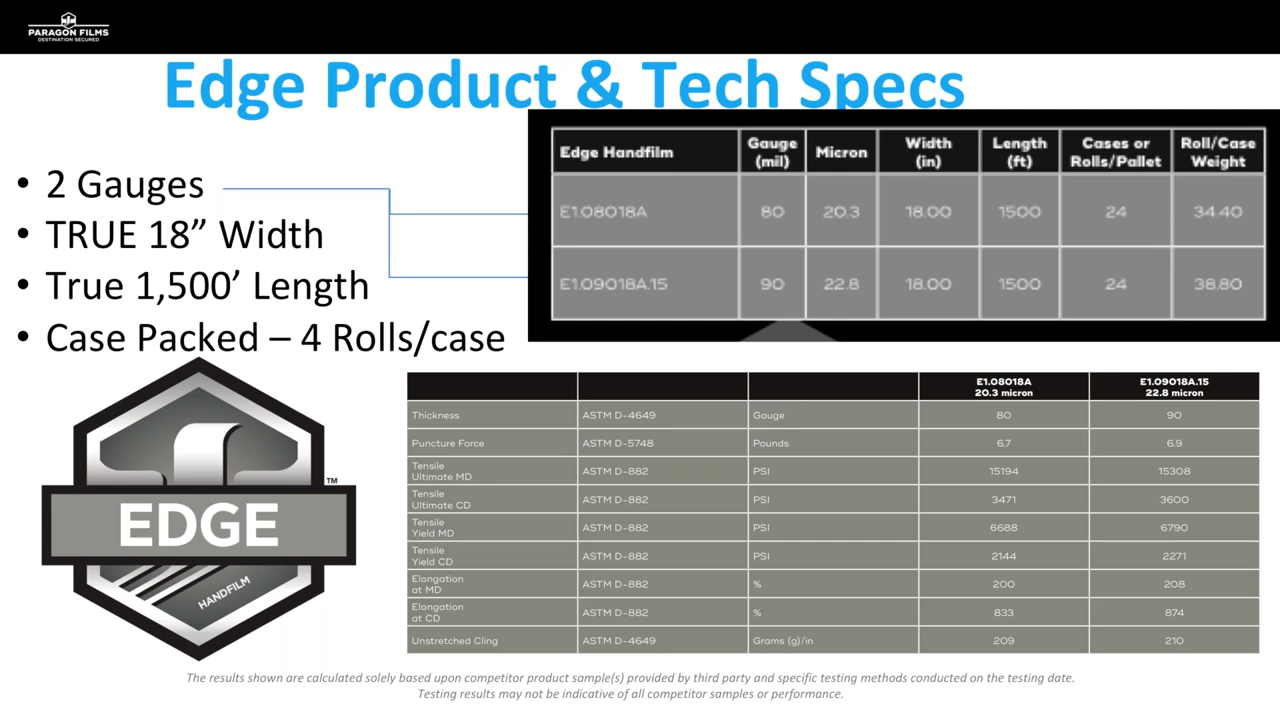 PARAGON FILMS
DESTINATION SECURED
Edge Product & Tech Specs
• 2 Gauges
• TRUE 18” Width
• True 1,500’ Length
• Case Packed – 4 Rolls/case
Edge Handfilm Gauge (mil) Micron Width (in) Length (ft) Cases or Rolls/Pallet Roll/Case Weight
E1.08018A 80 20.3 18.00 1500 24 34.40
E1.09018A.15 90 22.8 18.00 1500 24 38.80
EDGE
HANDFILM
TM
E1.08018A 20.3 micron E1.09018A.15 22.8 micron
Thickness ASTM D-4649 Gauge 80 90
Puncture Force ASTM D-5748 Pounds 6.7 6.9
Tensile Ultimate MD ASTM D-882 PSI 15194 15308
Tensile Ultimate CD ASTM D-882 PSI 3471 3600
Tensile Yield MD ASTM D-882 PSI 6688 6790
Tensile Yield CD ASTM D-882 PSI 2144 2271
Elongation at MD ASTM D-882 % 200 208
Elongation at CD ASTM D-882 % 833 874
Unstretched Cling ASTM D-4649 Grams (g)/in 209 210
The results shown are calculated solely based upon competitor product sample(s) provided by third party and specific testing methods conducted on the testing date.
Testing results may not be indicative of all competitor samples or performance.